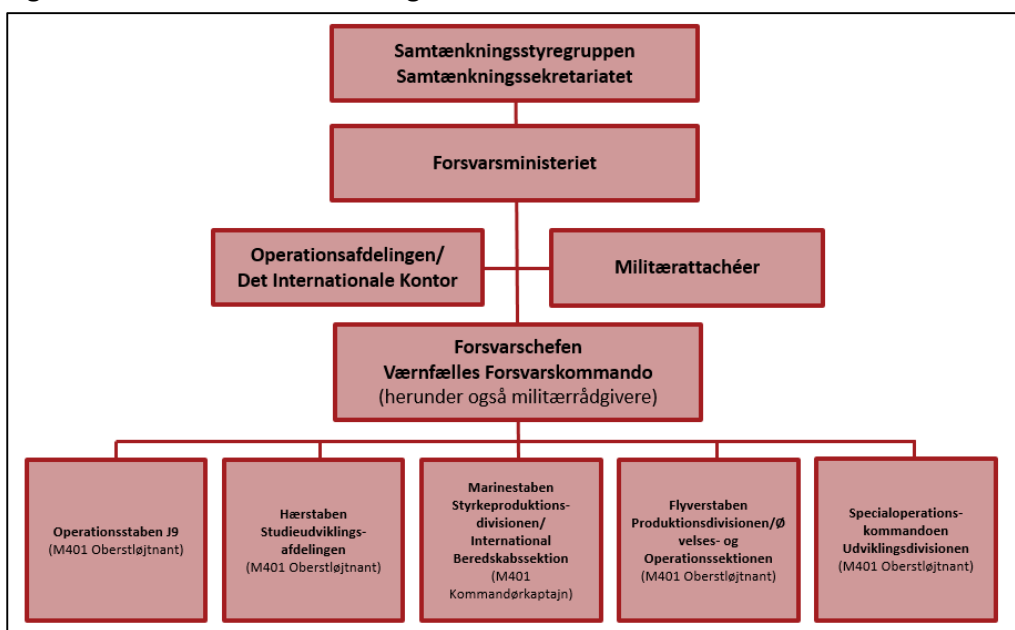 Samtænkningsstyregruppen
Samtænkningssekretariatet
Forsvarsministeriet
Operationsafdelingen/
Det Internationale Kontor
Militærattachéer
Forsvarschefen
Værnfælles Forsvarskommando
(herunder også militærrådgivere)
Operationsstaben J9
(M401 Oberstløjtnant)
Hærstaben
Studieudviklings-
afdelingen
(M401 Oberstløjtnant)
Marinestaben
Styrkeproduktions-
divisionen/
International
Beredskabssektion
(M401
Kommandørkaptajn)
Flyverstaben
Produktionsdivisionen/Ø
velses- og
Operationssektionen
(M401 Oberstløjtnant)
Specialoperations-
kommandoen
Udviklingsdivisionen
(M401 Oberstløjtnant)